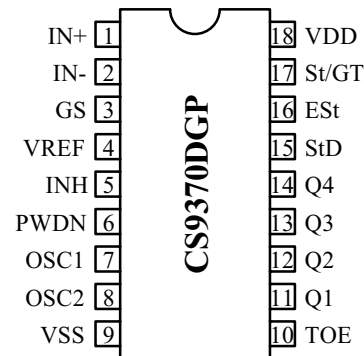 IN+ 1 18 VDD
IN- 2 17 St/GT
GS 3 16 ESt
VREF 4 15 StD
INH 5 14 Q4
PWDN 6 13 Q3
OSC1 7 12 Q2
OSC2 8 11 Q1
VSS 9 10 TOE
CS9370DGP